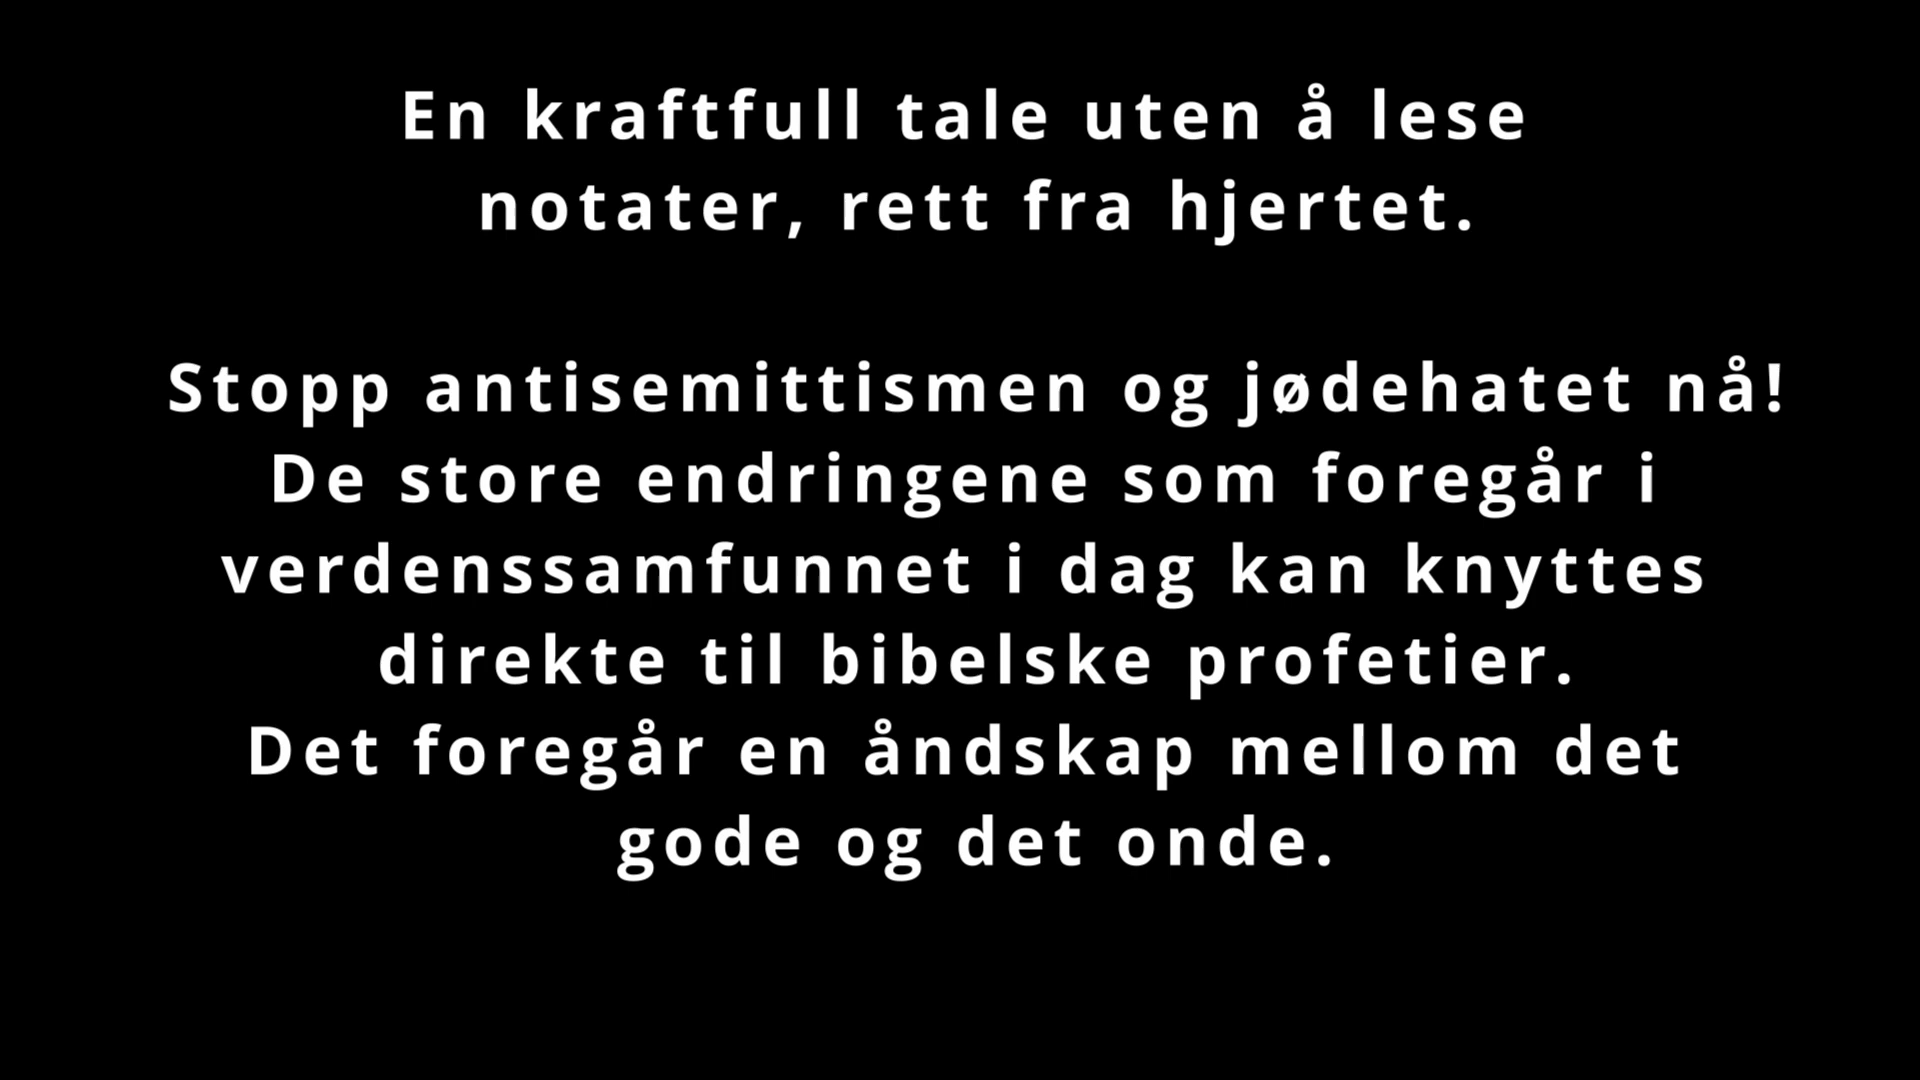 En kraftfull tale uten å lese
notater, rett fra hjertet.
Stopp antisemittismen og jødehatet nå!
De store endringene som foregår i
verdenssamfunnet i dag kan knyttes
direkte til bibelske profetier.
Det foregår en åndskap mellom det
gode og det onde.